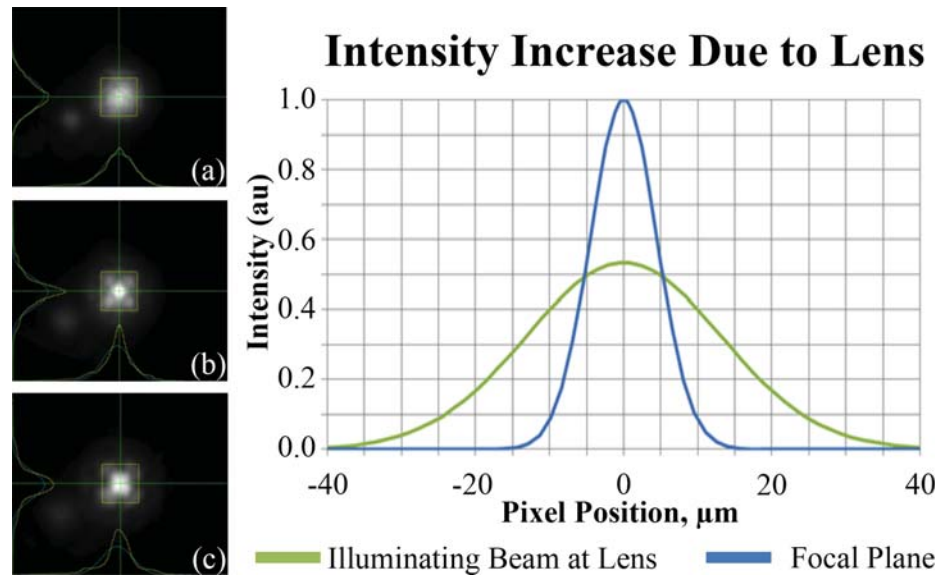 (a)
(b)
(c)
Intensity Increase Due to Lens
Intensity (au)
1.0
0.8
0.6
0.4
0.2
0.0
-40
-20
0
20
40
Pixel Position, μm
Illuminating Beam at Lens
Focal Plane